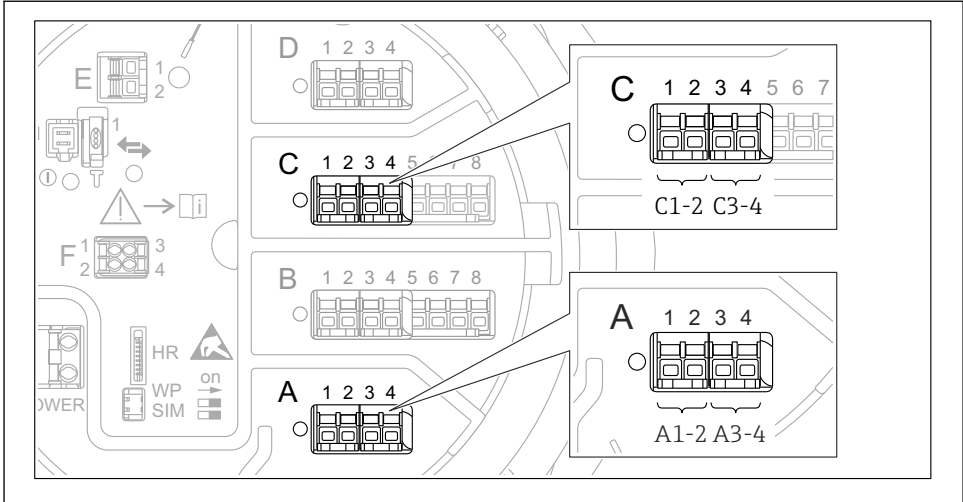 D 1 2 3 4
E 1
2
1
C 1 2 3 4 5 6 7 8
i
F 1 3
2 4
B 1 2 3 4 5 6 7 8
HR
WP on
SIM
OWER
A 1 2 3 4
C 1 2 3 4 5 6 7
C1-2 C3-4
A 1 2 3 4
A1-2 A3-4